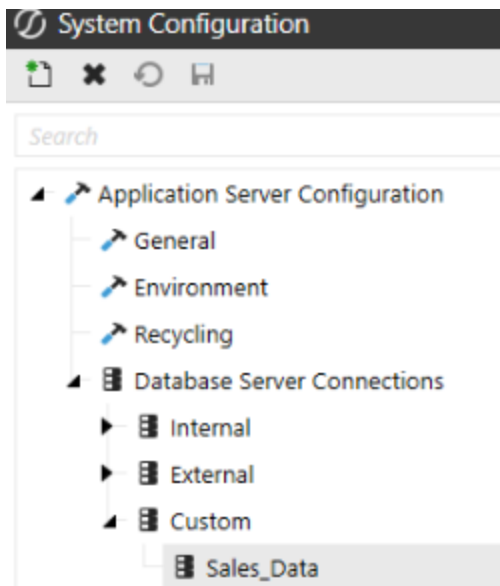 System Configuration
Search
Application Server Configuration
General
Environment
Recycling
Database Server Connections
Internal
External
Custom
Sales_Data